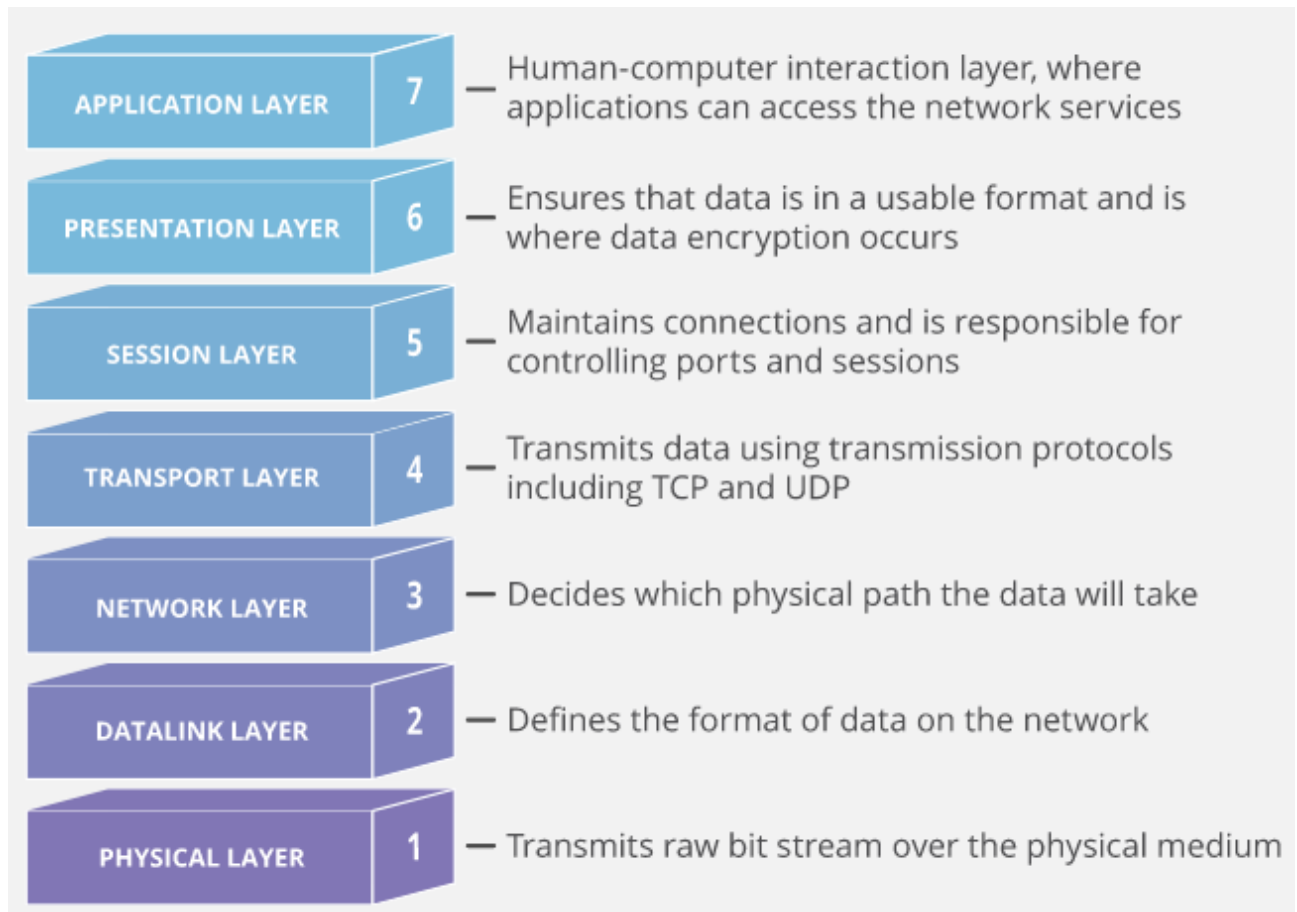 APPLICATION LAYER 7
Human-computer interaction layer, where
applications can access the network services
PRESENTATION LAYER 6
Ensures that data is in a usable format and is
where data encryption occurs
SESSION LAYER 5
Maintains connections and is responsible for
controlling ports and sessions
TRANSPORT LAYER 4
Transmits data using transmission protocols
including TCP and UDP
NETWORK LAYER 3
Decides which physical path the data will take
DATALINK LAYER 2
Defines the format of data on the network
PHYSICAL LAYER 1
Transmits raw bit stream over the physical medium